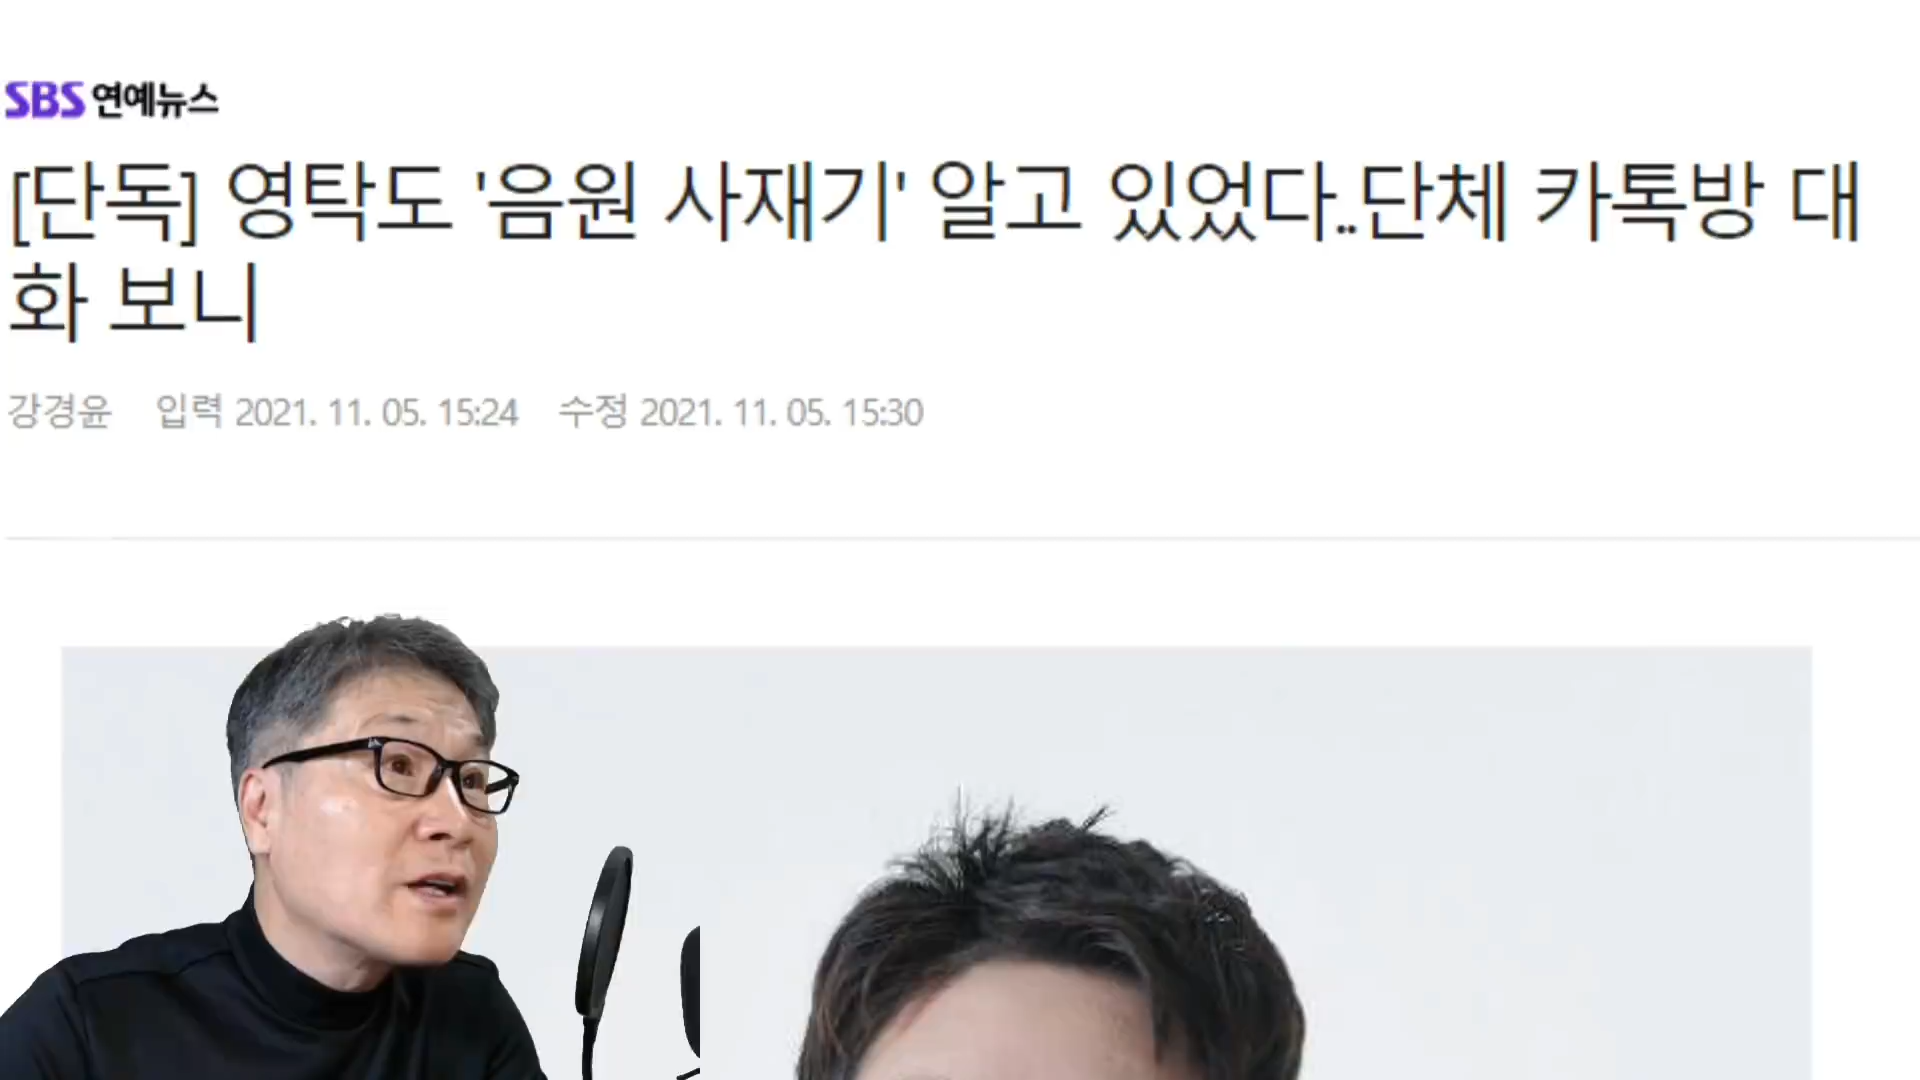 SBS 연예뉴스
[단독] 영탁도 '음원 사재기' 알고 있었다..단체 카톡방 대
화 보니
강경윤 입력 2021. 11. 05. 15:24 수정 2021. 11. 05. 15:30